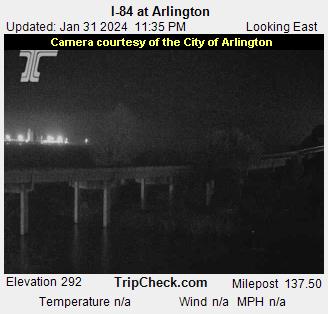 I-84 at Arlington
Updated: Jan 31 2024 11:35 PM Looking East
Camera courtesy of the City of Arlington
Elevation 292 TripCheck.com Milepost 137.50
Temperature n/a Wind n/a MPH n/a